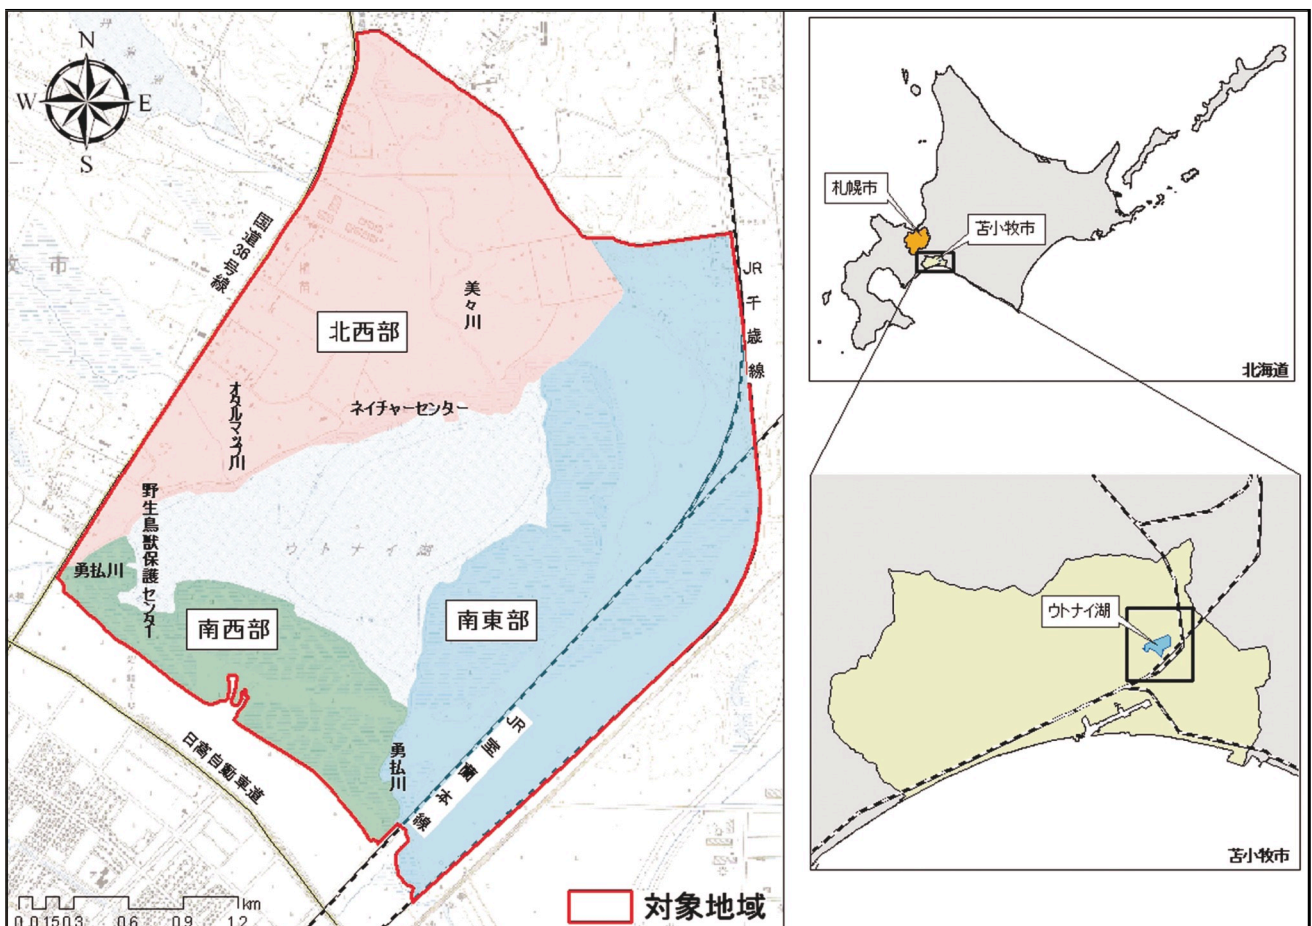 N
W
E
S
国道36号線
牧 市
JR千歳線
美々川
北西部
オタルマップ川
ネイチャーセンター
野生鳥獣保護センター
ウトナイ湖
勇払川
南西部
南東部
勇払川
JR室蘭本線
日高自動車道
km
0 0.150.3 0.6 0.9 1.2
対象地域
札幌市
苫小牧市
北海道
ウトナイ湖
苫小牧市